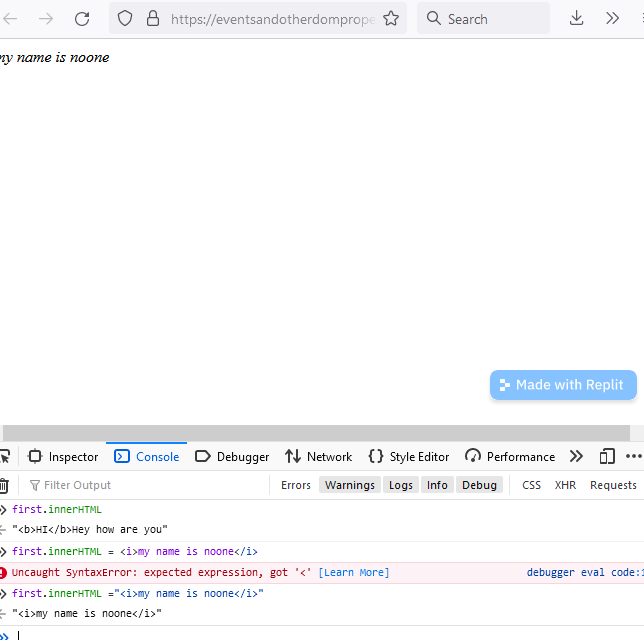 https://eventsandotherdomprope
Search
my name is noone
Made with Replit
Inspector Console Debugger Network Style Editor Performance
Filter Output Errors Warnings Logs Info Debug CSS XHR Requests
first.innerHTML
"<b>HI</b>Hey how are you"
first.innerHTML = <i>my name is noone</i>
Uncaught SyntaxError: expected expression, got '<' [Learn More] debugger eval code:1
first.innerHTML ="<i>my name is noone</i>"
"<i>my name is noone</i>"